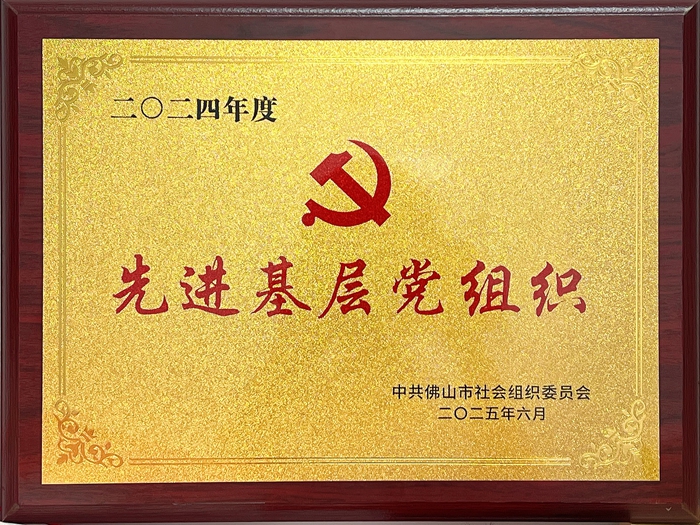 二〇二四年度
先进基层党组织
中共佛山市社会组织委员会
二〇二五年六月